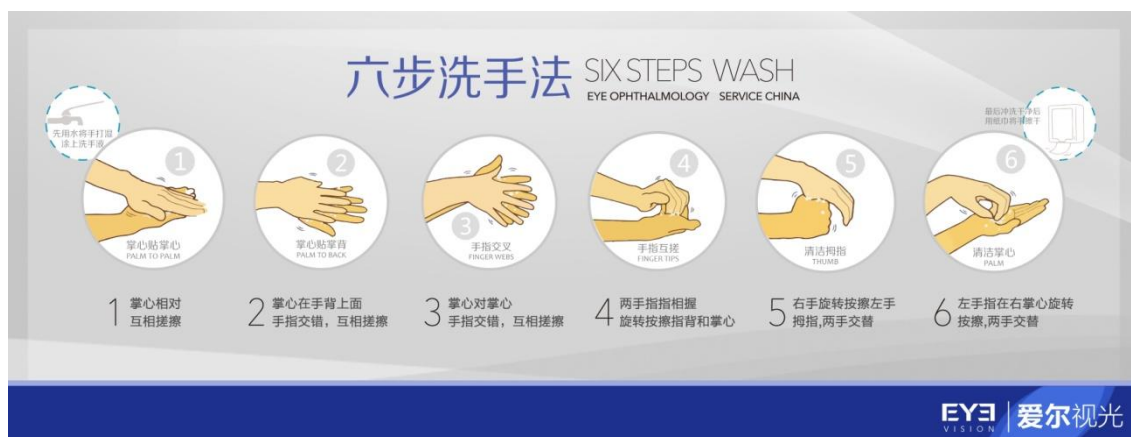 六步洗手法 SIX STEPS WASH
EYE OPHTHALMOLOGY SERVICE CHINA
先用水将手打湿
涂上洗手液
最后冲洗干净后
用纸巾将手擦干
1
掌心贴掌心
PALM TO PALM
2
掌心贴掌背
PALM TO BACK
3
手指交叉
FINGER WEBS
4
手指互搓
FINGER TIPS
5
清洁拇指
THUMB
6
清洁掌心
PALM
1 掌心相对
互相搓擦
2 掌心在手背上面
手指交错，互相搓擦
3 掌心对掌心
手指交错，互相搓擦
4 两手指指相握
旋转按擦指背和掌心
5 右手旋转按擦左手
拇指,两手交替
6 左手指在右掌心旋转
按擦,两手交替
EYE
VISION
爱尔视光